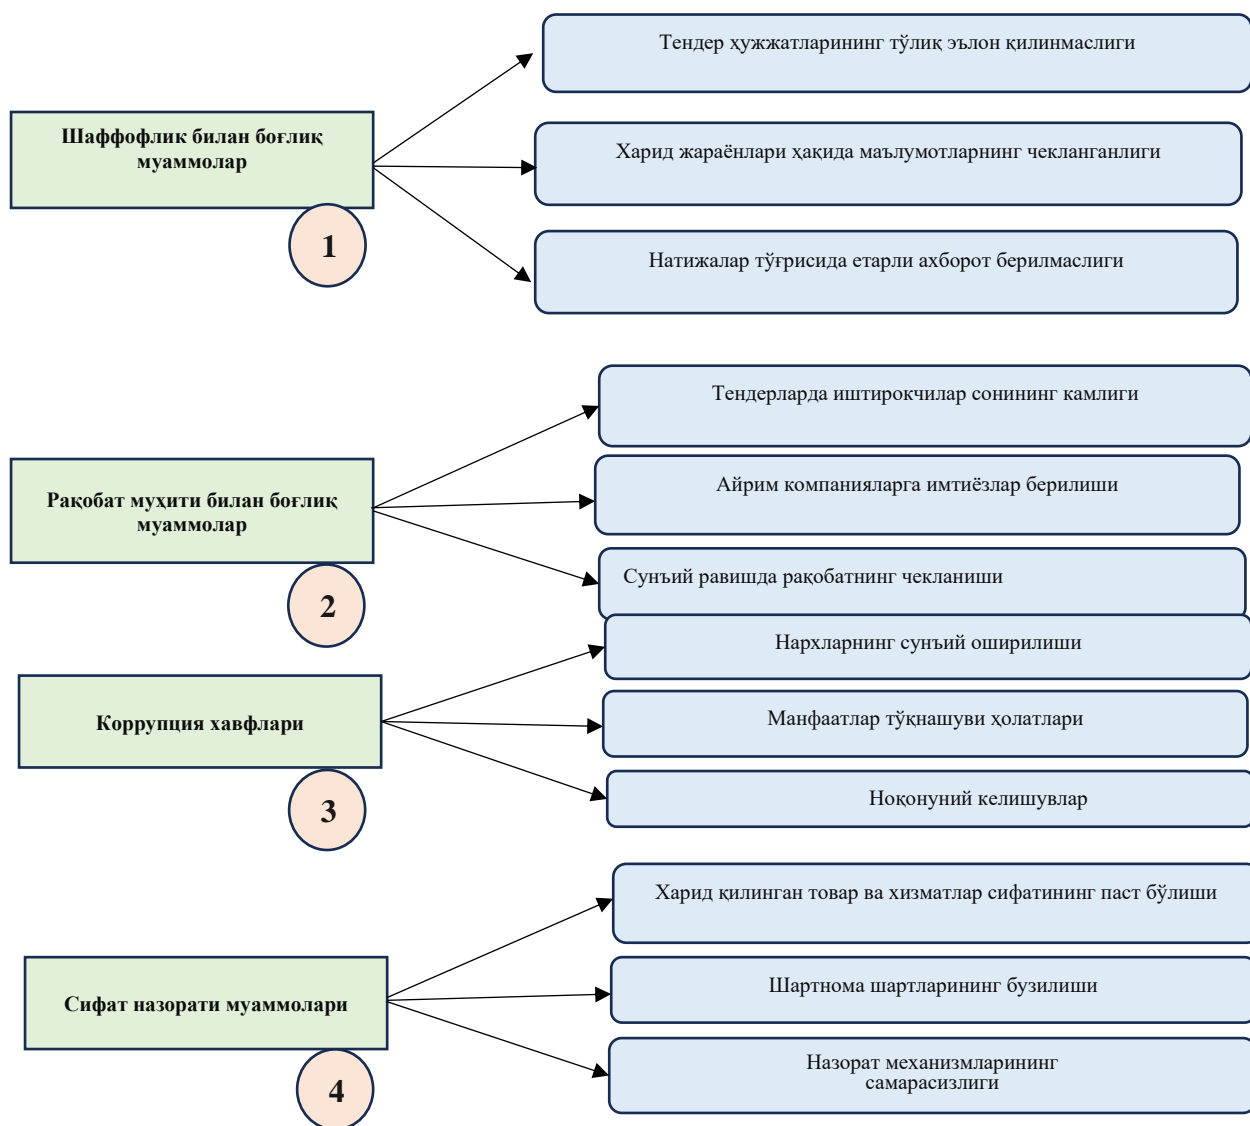 Шаффофлик билан боғлиқ
муаммолар
1
Тендер ҳужжатларининг тўлиқ эълон қилинмаслиги
Харид жараёнлари ҳақида маълумотларнинг чекланганлиги
Натижалар тўғрисида етарли ахборот берилмаслиги
Рақобат муҳити билан боғлиқ
муаммолар
2
Тендерларда иштирокчилар сонининг камлиги
Айрим компанияларга имтиёзлар берилиши
Сунъий равишда рақобатнинг чекланиши
Коррупция хавфлари
3
Нархларнинг сунъий оширилиши
Манфаатлар тўқнашуви ҳолатлари
Ноқонуний келишувлар
Сифат назорати муаммолари
4
Харид қилинган товар ва хизматлар сифатининг паст бўлиши
Шартнома шартларининг бузилиши
Назорат механизмларининг
самарасизлиги